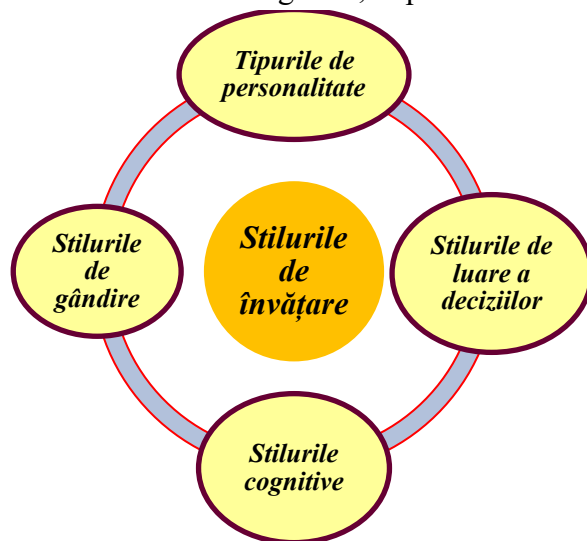 Tipurile de
personalitate
Stilurile
de
gândire
Stilurile
de
învățare
Stilurile de
luare a
deciziilor
Stilurile
cognitive